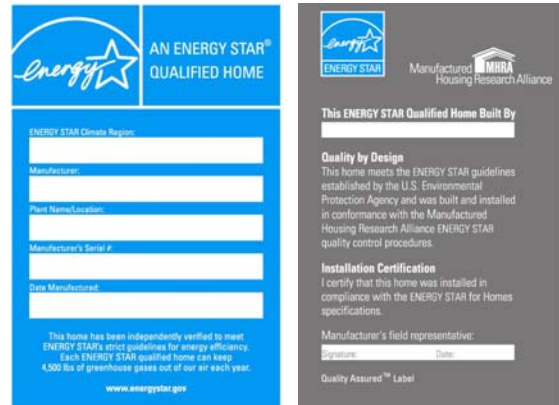 energy
AN ENERGY STAR®
QUALIFIED HOME
ENERGY STAR Climate Region:
Manufacturer:
Plant Name/Location:
Manufacturer's Serial #:
Date Manufactured:
This home has been independently verified to meet
ENERGY STAR's strict guidelines for energy efficiency.
Each ENERGY STAR qualified home can keep
4,500 lbs of greenhouse gases out of our air each year.
www.energystar.gov
energy
ENERGY STAR
Manufactured MHRA
Housing Research Alliance
This ENERGY STAR Qualified Home Built By
Quality by Design
This home meets the ENERGY STAR guidelines
established by the U.S. Environmental
Protection Agency and was built and installed
in conformance with the Manufactured
Housing Research Alliance ENERGY STAR
quality control procedures.
Installation Certification
I certify that this home was installed in
compliance with the ENERGY STAR for Homes
specifications.
Manufacturer's field representative:
Signature: Date:
Quality Assured™ Label